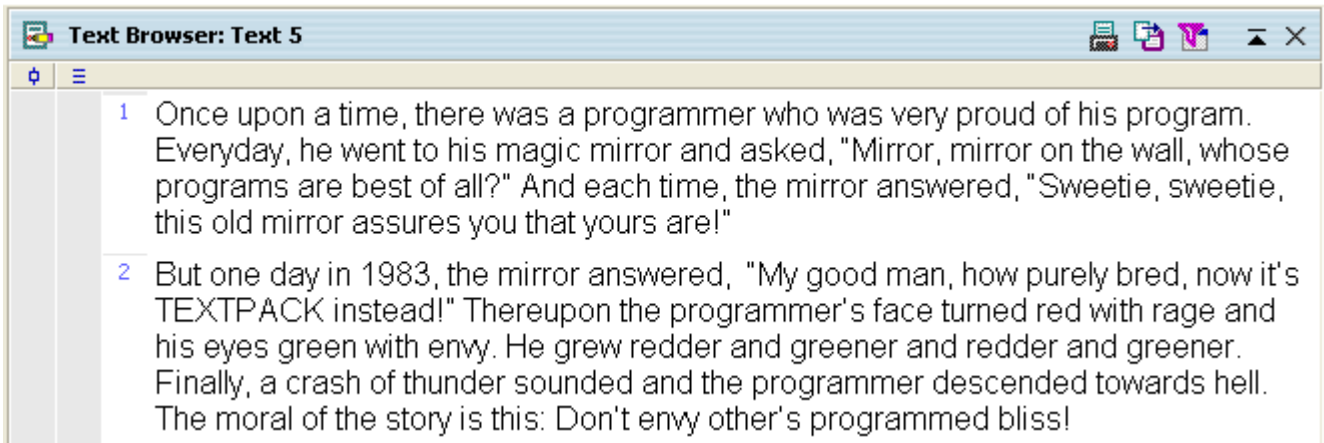 Text Browser: Text 5
1 Once upon a time, there was a programmer who was very proud of his program.
Everyday, he went to his magic mirror and asked, "Mirror, mirror on the wall, whose
programs are best of all?" And each time, the mirror answered, "Sweetie, sweetie,
this old mirror assures you that yours are!"
2 But one day in 1983, the mirror answered,  "My good man, how purely bred, now it's
TEXTPACK instead!" Thereupon the programmer's face turned red with rage and
his eyes green with envy. He grew redder and greener and redder and greener.
Finally, a crash of thunder sounded and the programmer descended towards hell.
The moral of the story is this: Don't envy other's programmed bliss!